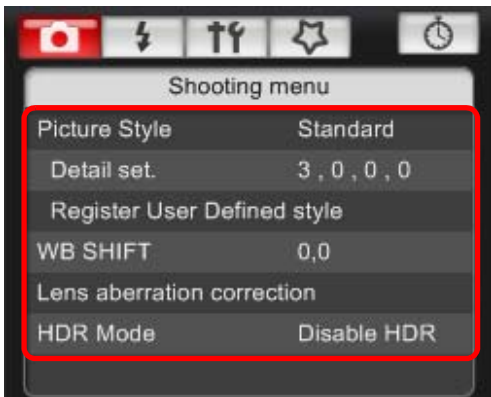 Shooting menu
Picture Style Standard
Detail set. 3 , 0 , 0 , 0
Register User Defined style
WB SHIFT 0,0
Lens aberration correction
HDR Mode Disable HDR